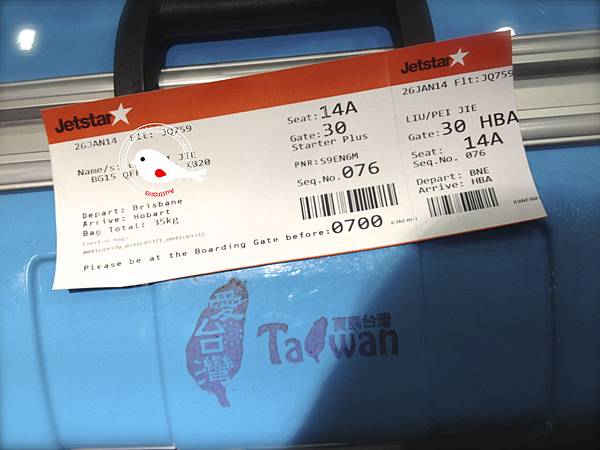 Jetstar
26JAN14 Flt: JQ759
Name/s: JIE XB20
BG15
Depart: Brisbane
Arrive: Hobart
Bag Total: 35Kg
Please be at the Boarding Gate before: 0700
Seat: 14A
Gate: 30
Starter Plus
PNR: S9EN6M
Seq.No. 076
Jetstar
26JAN14 Flt: JQ759
LIU/PEI JIE
Gate: 30 HBA
Seat: 14A
Seq.No. 076
Depart: BNE
Arrive: HBA
愛台灣
寶島台灣
Taiwan